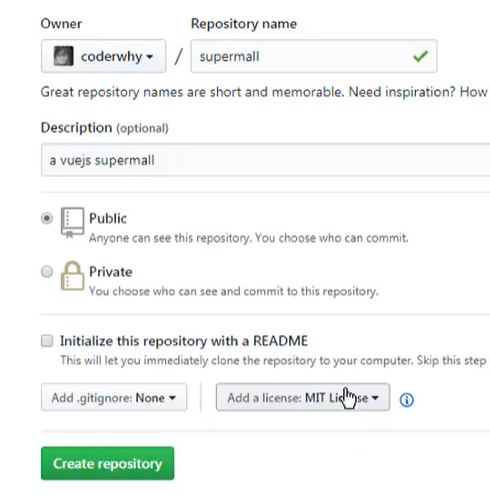 Owner Repository name
coderwhy / supermall
Great repository names are short and memorable. Need inspiration? How
Description (optional)
a vuejs supermall
Public
Anyone can see this repository. You choose who can commit.
Private
You choose who can see and commit to this repository.
Initialize this repository with a README
This will let you immediately clone the repository to your computer. Skip this step
Add .gitignore: None Add a license: MIT License
Create repository